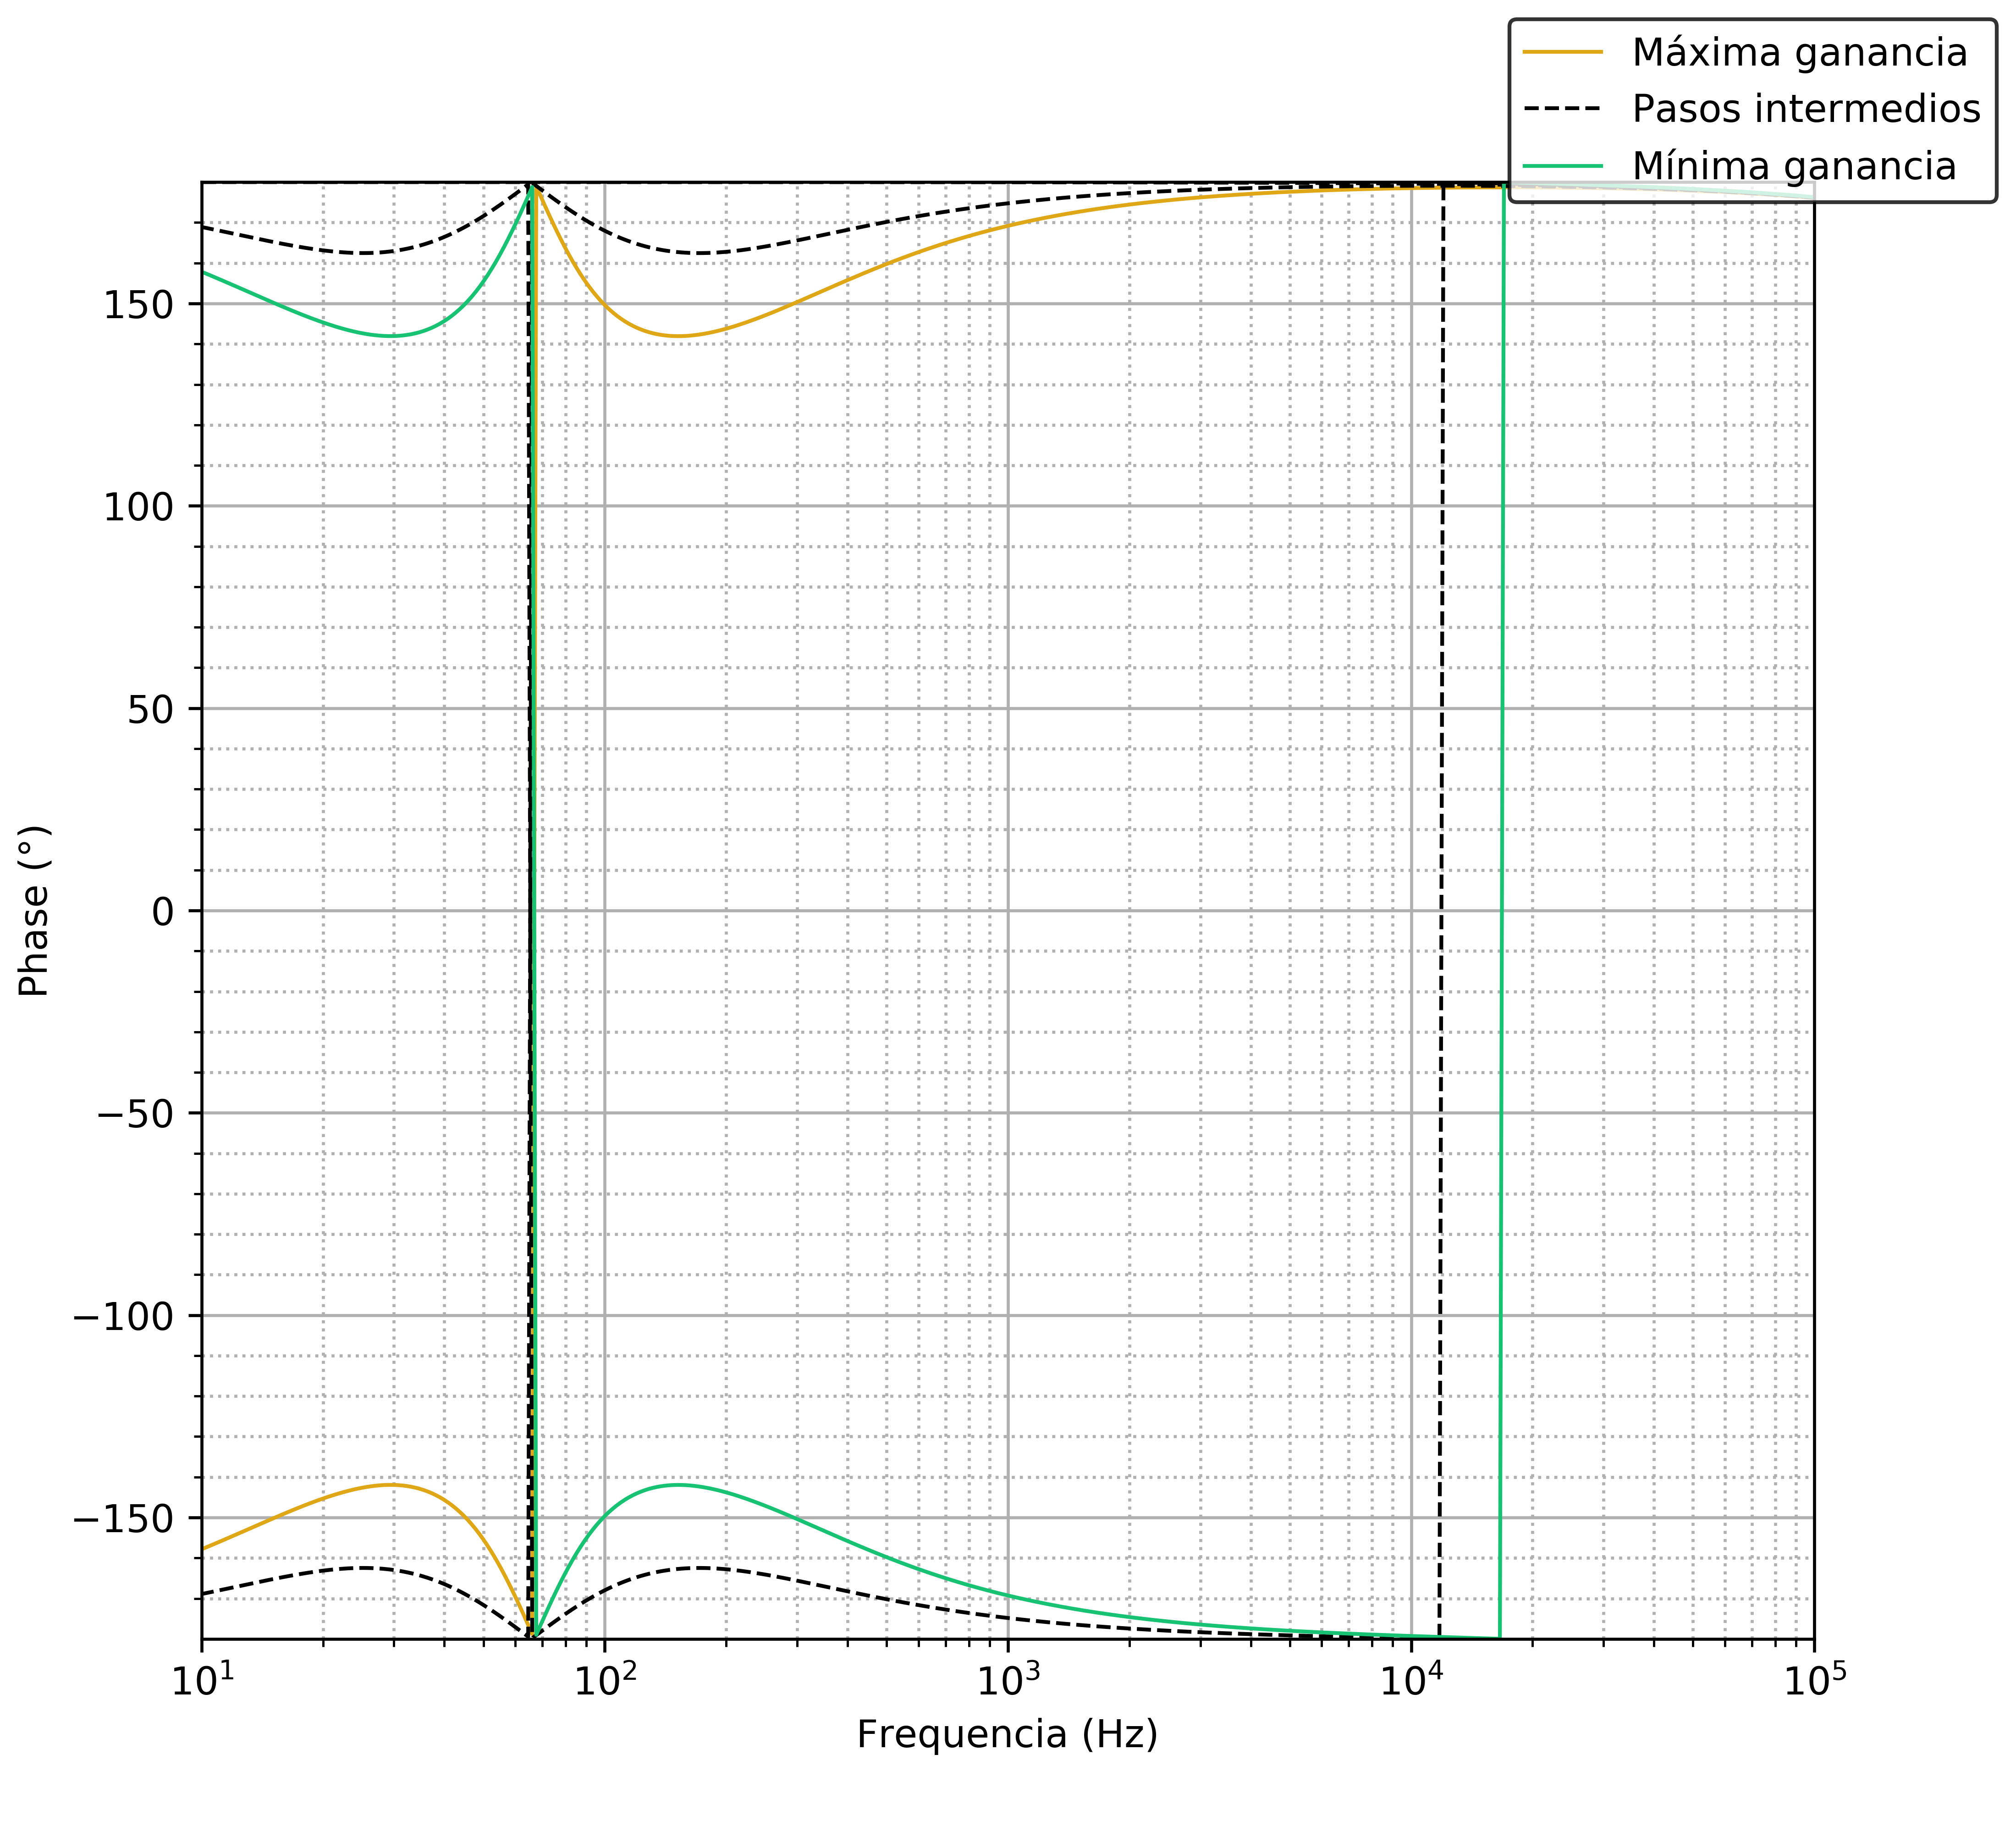 Máxima ganancia
Pasos intermedios
Mínima ganancia
150
100
50
0
−50
−100
−150
Phase (°)
10¹ 10² 10³ 10⁴ 10⁵
Frequencia (Hz)